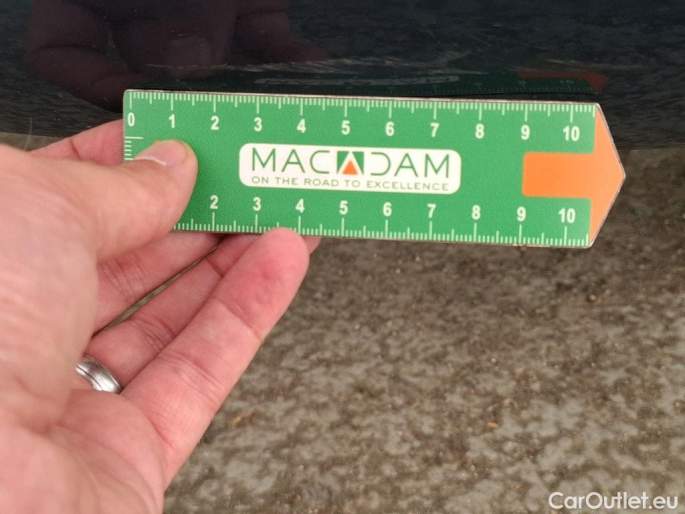 0 1 2 3 4 5 6 7 8 9 10
MACADAM
ON THE ROAD TO EXCELLENCE
2 3 4 5 6 7 8 9 10
CarOutlet.eu